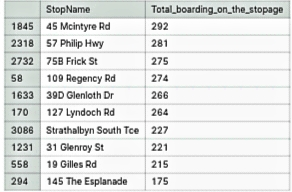 StopName Total_boarding_on_the_stopage
1845 45 Mcintyre Rd 292
2318 57 Philip Hwy 281
2732 75B Frick St 275
58 109 Regency Rd 274
1633 39D Glenloth Dr 266
170 127 Lyndoch Rd 264
3086 Strathalbyn South Tce 227
1231 31 Glenroy St 221
558 19 Gilles Rd 215
294 145 The Esplanade 175